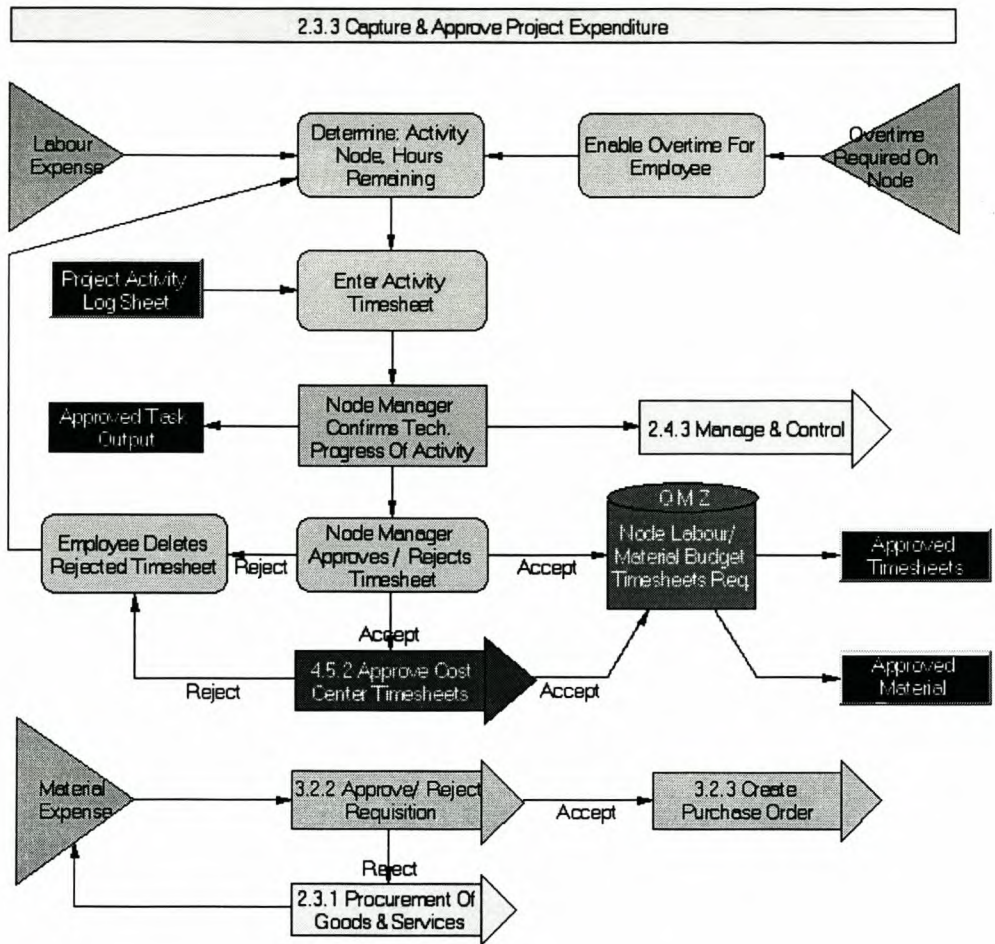 2.3.3 Capture & Approve Project Expenditure
Labour
Expense
Determine: Activity
Node, Hours
Remaining
Enable Overtime For
Employee
Overtime
Required On
Node
Project Activity
Log Sheet
Enter Activity
Timesheet
Approved Task
Output
Node Manager
Confirms Tech.
Progress Of Activity
2.4.3 Manage & Control
Employee Deletes
Rejected Timesheet
Reject
Node Manager
Approves / Rejects
Timesheet
Accept
O M Z
Node Labour/
Material Budget
Timesheets Req
Approved
Timesheets
Accept
Reject
4.5.2 Approve Cost
Center Timesheets
Accept
Approved
Material
Material
Expense
3.2.2 Approve/ Reject
Requisition
Accept
3.2.3 Create
Purchase Order
Reject
2.3.1 Procurement Of
Goods & Services